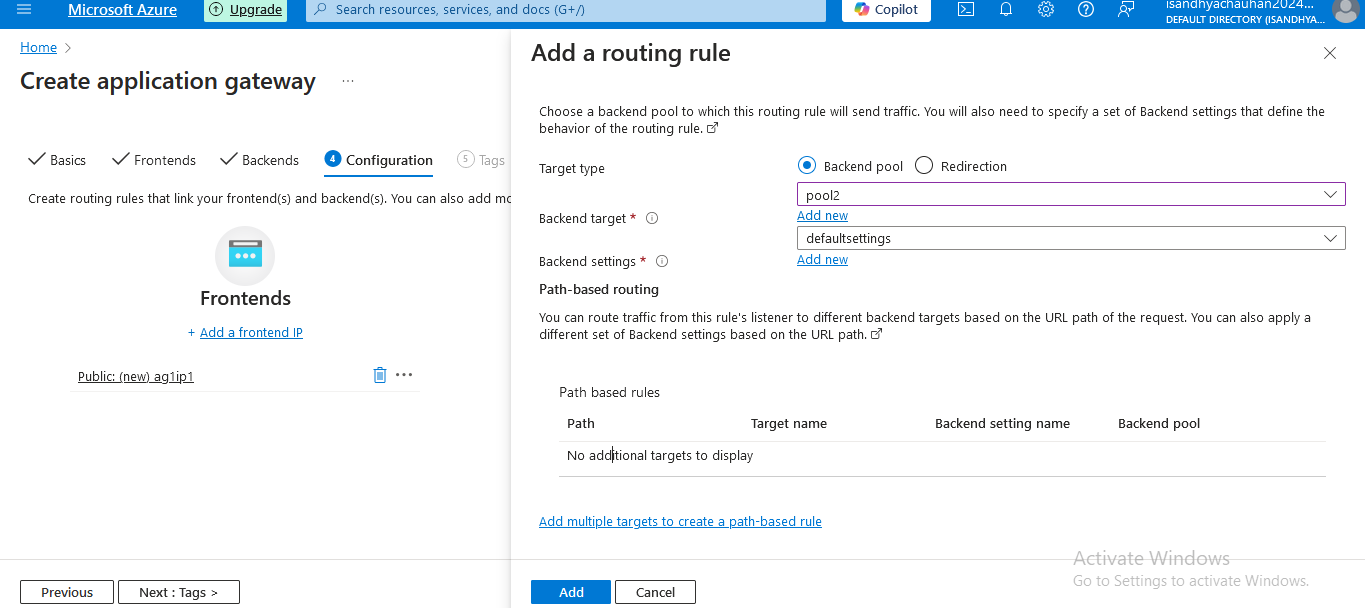 Microsoft Azure
Upgrade
Search resources, services, and docs (G+/)
Copilot
isandhyachauhan2024...
DEFAULT DIRECTORY (ISANDHYA...
Home >
Create application gateway ...
Basics Frontends Backends 4 Configuration 5 Tags
Create routing rules that link your frontend(s) and backend(s). You can also add mo
Frontends
+ Add a frontend IP
Public: (new) ag1ip1
Previous
Next : Tags >
Add a routing rule
Choose a backend pool to which this routing rule will send traffic. You will also need to specify a set of Backend settings that define the
behavior of the routing rule.
Target type
Backend pool Redirection
pool2
Backend target *
Add new
defaultsettings
Backend settings *
Add new
Path-based routing
You can route traffic from this rule's listener to different backend targets based on the URL path of the request. You can also apply a
different set of Backend settings based on the URL path.
Path based rules
Path Target name Backend setting name Backend pool
No additional targets to display
Add multiple targets to create a path-based rule
Add
Cancel
Activate Windows
Go to Settings to activate Windows.